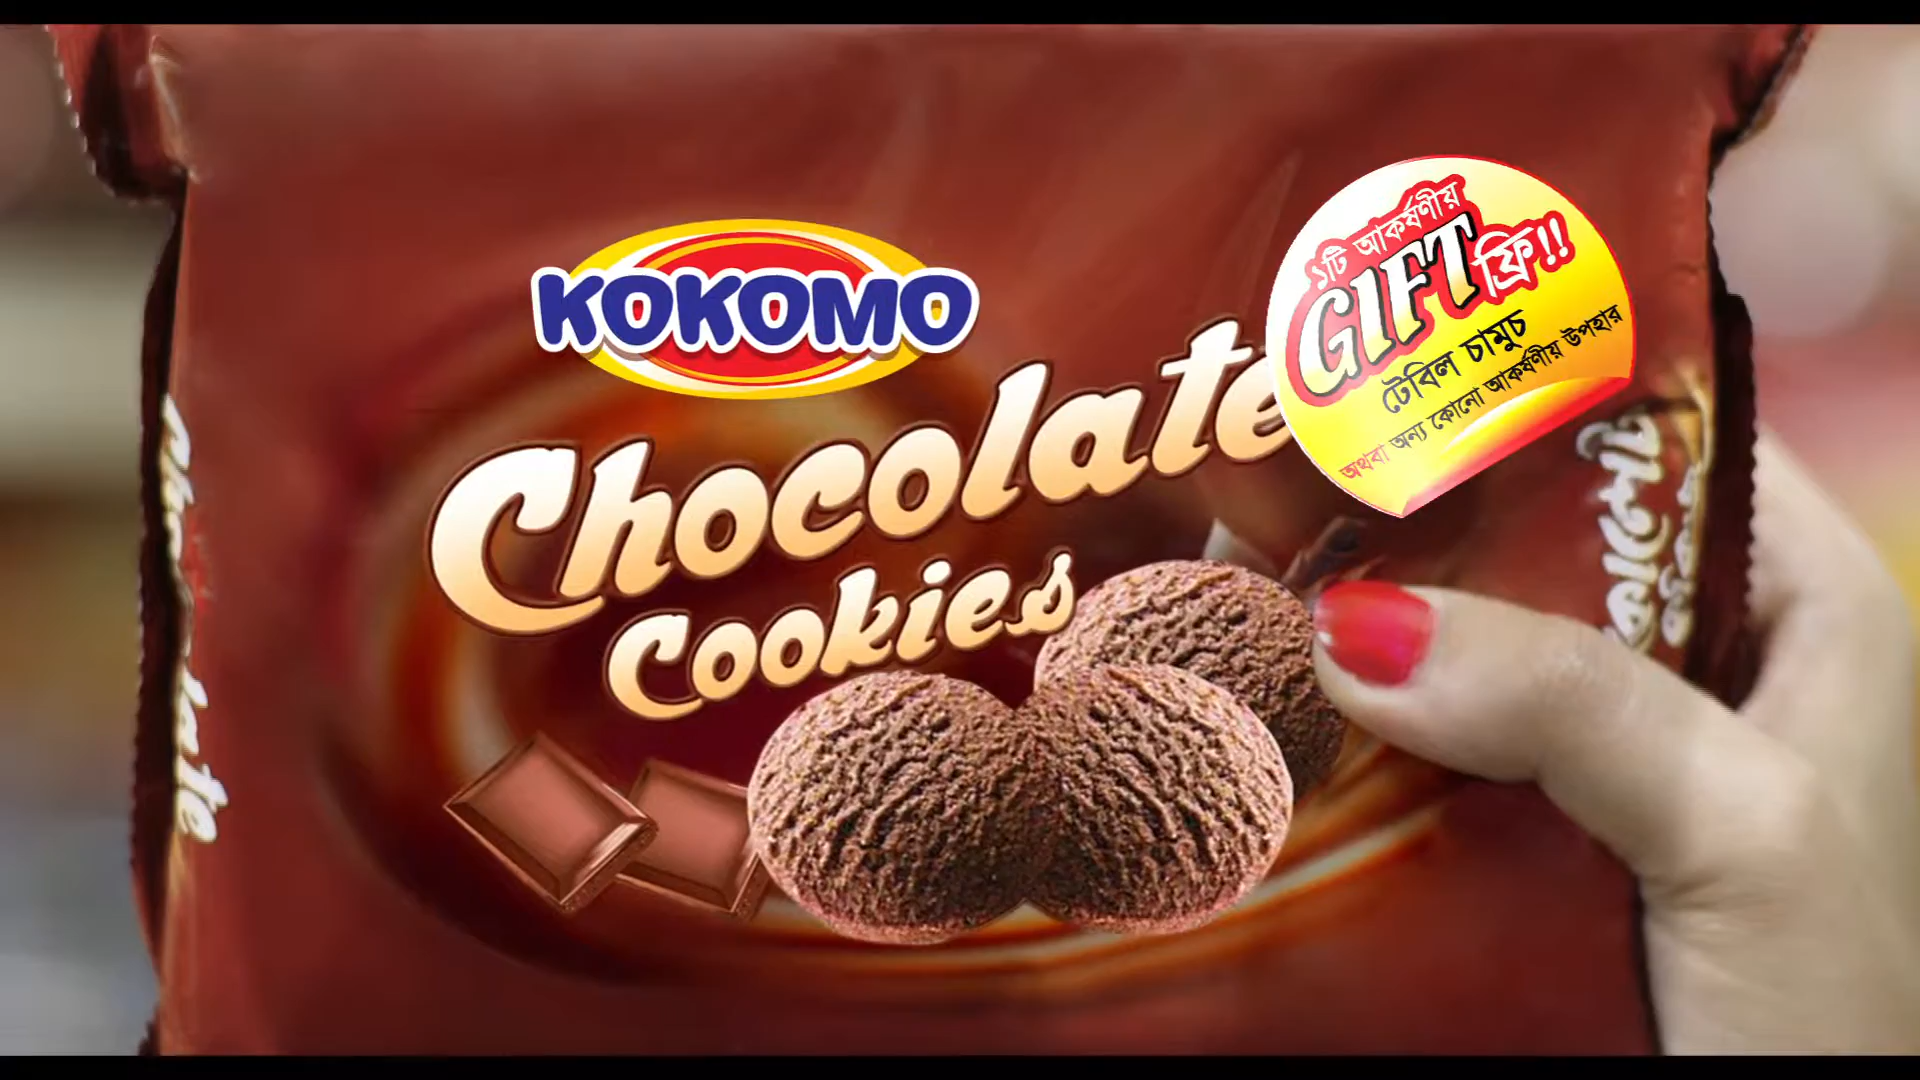 KOKOMO
Chocolate
Cookies
১টি আকর্ষণীয়
GIFT ফ্রি!!
টেবিল চামুচ
অথবা অন্য কোনো আকর্ষণীয় উপহার